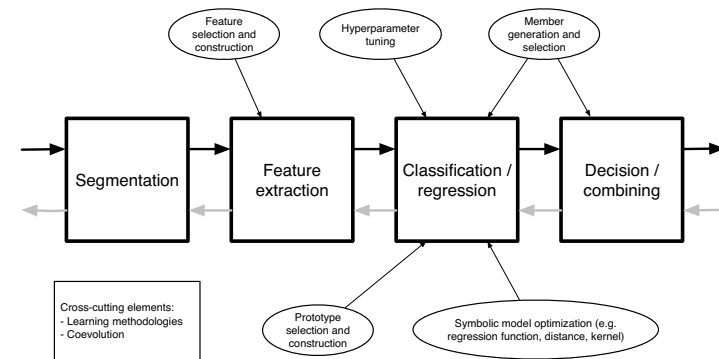 Feature
selection and
construction
Hyperparameter
tuning
Member
generation and
selection
Segmentation
Feature
extraction
Classification /
regression
Decision /
combining
Cross-cutting elements:
- Learning methodologies
- Coevolution
Prototype
selection and
construction
Symbolic model optimization (e.g.
regression function, distance, kernel)